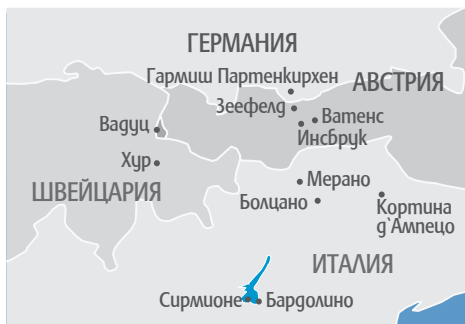 ГЕРМАНИЯ
Гармиш Партенкирхен
АВСТРИЯ
Зеефелд
Ватенс
Вадуц
Инсбрук
Хур
Мерано
ШВЕЙЦАРИЯ
Болцано
Кортина
д`Ампецо
ИТАЛИЯ
Сирмионе
Бардолино